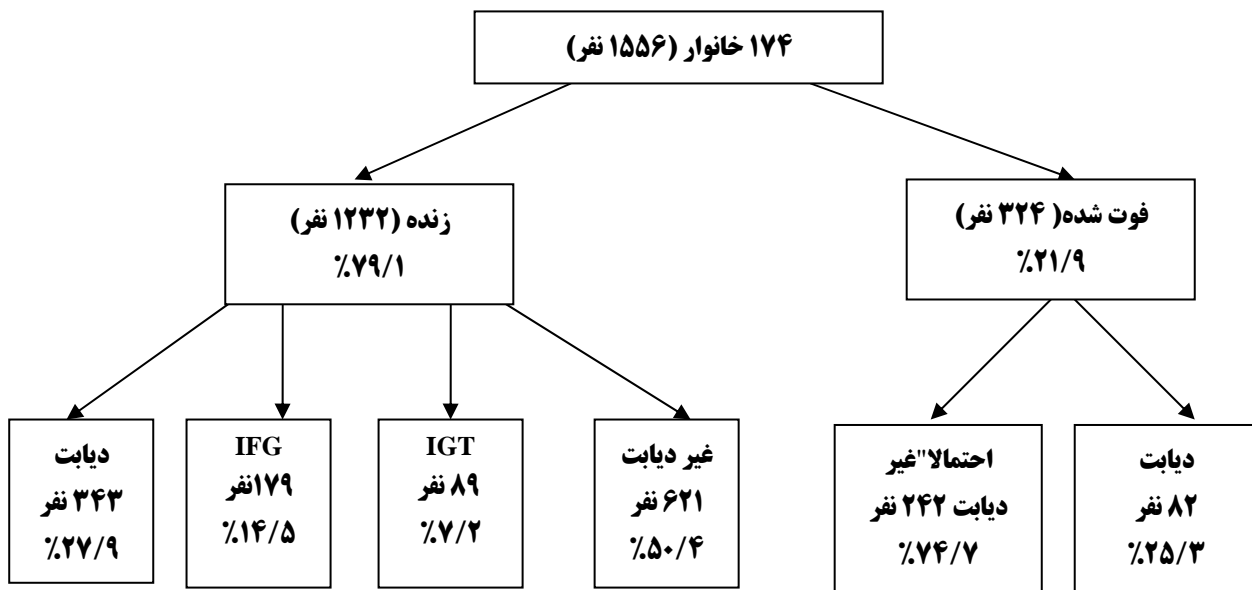 ۱۷۴ خانوار (۱۵۵۶ نفر)
زنده (۱۲۳۲ نفر)
٪۷۹/۱
فوت شده( ۳۲۴ نفر)
٪۲۱/۹
دیابت
۳۴۳ نفر
٪۲۷/۹
IFG
۱۷۹نفر
٪۱۴/۵
IGT
۸۹ نفر
٪۷/۲
غیر دیابت
۶۲۱ نفر
٪۵۰/۴
احتمالا"غیر
دیابت ۲۴۲ نفر
٪۷۴/۷
دیابت
۸۲ نفر
٪۲۵/۳